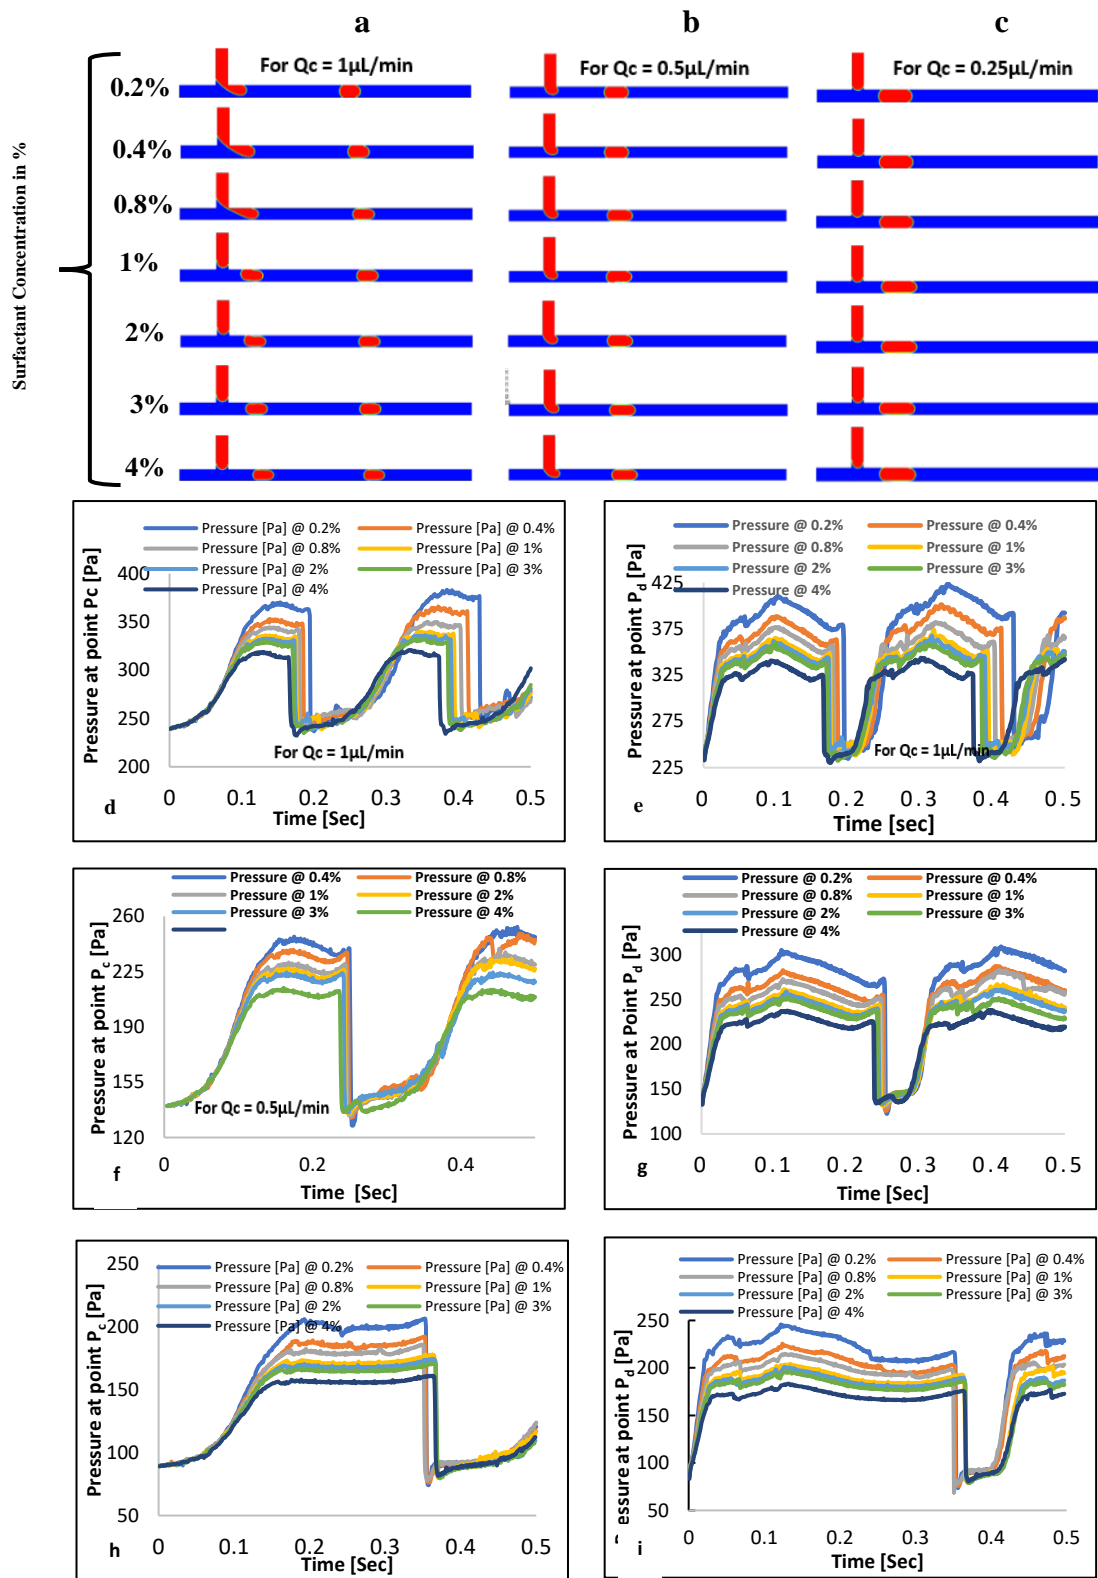 a
b
c
For Qc = 1µL/min
For Qc = 0.5µL/min
For Qc = 0.25µL/min
Surfactant Concentration in %
0.2%
0.4%
0.8%
1%
2%
3%
4%
Pressure [Pa] @ 0.2%
Pressure [Pa] @ 0.4%
Pressure [Pa] @ 0.8%
Pressure [Pa] @ 1%
Pressure [Pa] @ 2%
Pressure [Pa] @ 3%
Pressure [Pa] @ 4%
Pressure at point Pc [Pa]
400
350
300
250
200
For Qc = 1µL/min
0 0.1 0.2 0.3 0.4 0.5
d
Time [Sec]
Pressure @ 0.2%
Pressure @ 0.4%
Pressure @ 0.8%
Pressure @ 1%
Pressure @ 2%
Pressure @ 3%
Pressure @ 4%
Pressure at point Pd [Pa]
425
375
325
275
225
For Qc = 1µL/min
0 0.1 0.2 0.3 0.4 0.5
e
Time [sec]
Pressure @ 0.4%
Pressure @ 0.8%
Pressure @ 1%
Pressure @ 2%
Pressure @ 3%
Pressure @ 4%
Pressure at point Pc [Pa]
260
225
190
155
120
For Qc = 0.5µL/min
0 0.2 0.4
f
Time [Sec]
Pressure @ 0.2%
Pressure @ 0.4%
Pressure @ 0.8%
Pressure @ 1%
Pressure @ 2%
Pressure @ 3%
Pressure @ 4%
Pressure at Point Pd [Pa]
300
250
200
150
100
0 0.1 0.2 0.3 0.4 0.5
g
Time [Sec]
Pressure [Pa] @ 0.2%
Pressure [Pa] @ 0.4%
Pressure [Pa] @ 0.8%
Pressure [Pa] @ 1%
Pressure [Pa] @ 2%
Pressure [Pa] @ 3%
Pressure [Pa] @ 4%
Pressure at point Pc [Pa]
250
200
150
100
50
0 0.1 0.2 0.3 0.4 0.5
h
Time [Sec]
Pressure [Pa] @ 0.2%
Pressure [Pa] @ 0.4%
Pressure [Pa] @ 0.8%
Pressure [Pa] @ 1%
Pressure [Pa] @ 2%
Pressure [Pa] @ 3%
Pressure [Pa] @ 4%
essure at point Pd [Pa]
250
200
150
100
50
0 0.1 0.2 0.3 0.4 0.5
i
Time [Sec]